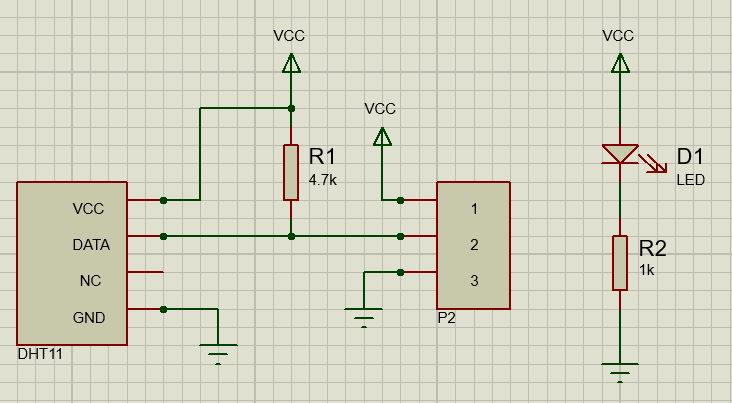 VCC
VCC
VCC
R1
4.7k
D1
LED
VCC
DATA
NC
GND
DHT11
1
2
3
P2
R2
1k